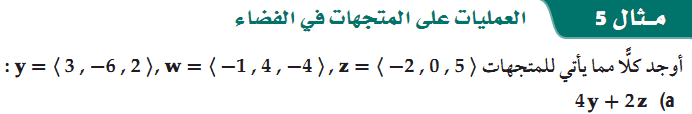 مـثال 5 العمليات على المتجهات في الفضاء
أوجد كلًّا مما يأتي للمتجهات y = ⟨ 3 , −6 , 2 ⟩, w = ⟨ −1 , 4 , −4 ⟩, z = ⟨ −2 , 0 , 5 ⟩ :
4y + 2z (a